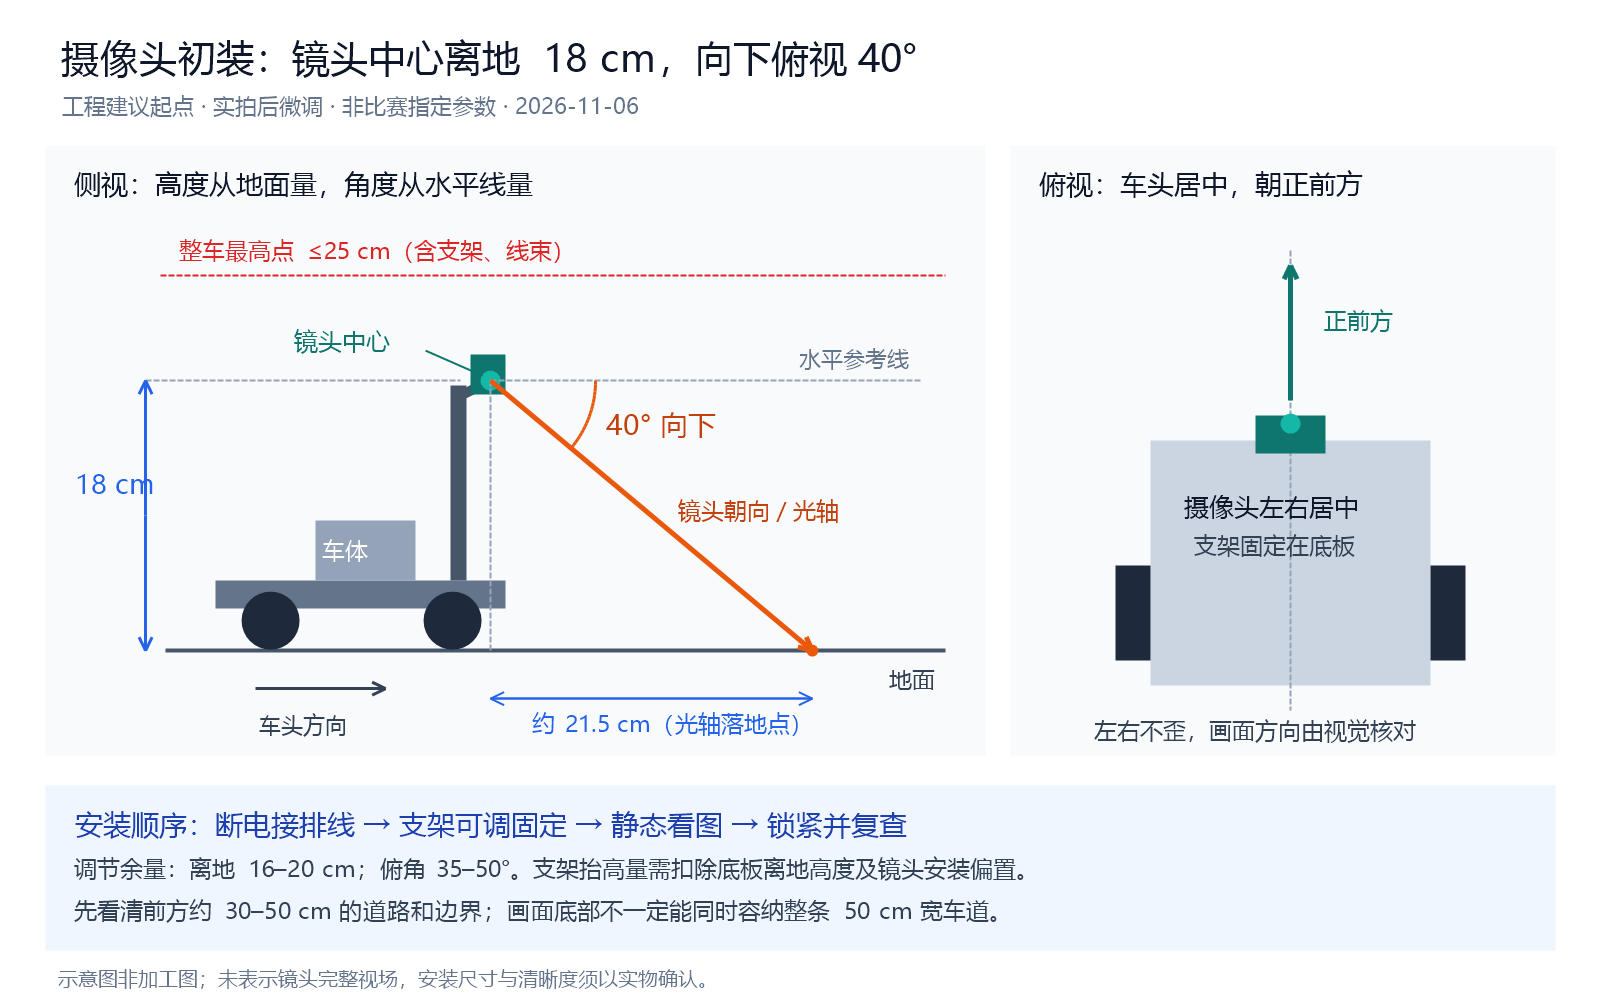 摄像头初装：镜头中心离地 18 cm，向下俯视 40°
工程建议起点 · 实拍后微调 · 非比赛指定参数 · 2026-11-06
侧视：高度从地面量，角度从水平线量
整车最高点 ≤25 cm（含支架、线束）
镜头中心
水平参考线
40° 向下
18 cm
镜头朝向 / 光轴
车体
地面
车头方向
约 21.5 cm（光轴落地点）
俯视：车头居中，朝正前方
正前方
摄像头左右居中
支架固定在底板
左右不歪，画面方向由视觉核对
安装顺序：断电接排线 → 支架可调固定 → 静态看图 → 锁紧并复查
调节余量：离地 16–20 cm；俯角 35–50°。支架抬高量需扣除底板离地高度及镜头安装偏置。
先看清前方约 30–50 cm 的道路和边界；画面底部不一定能同时容纳整条 50 cm 宽车道。
示意图非加工图；未表示镜头完整视场，安装尺寸与清晰度须以实物确认。